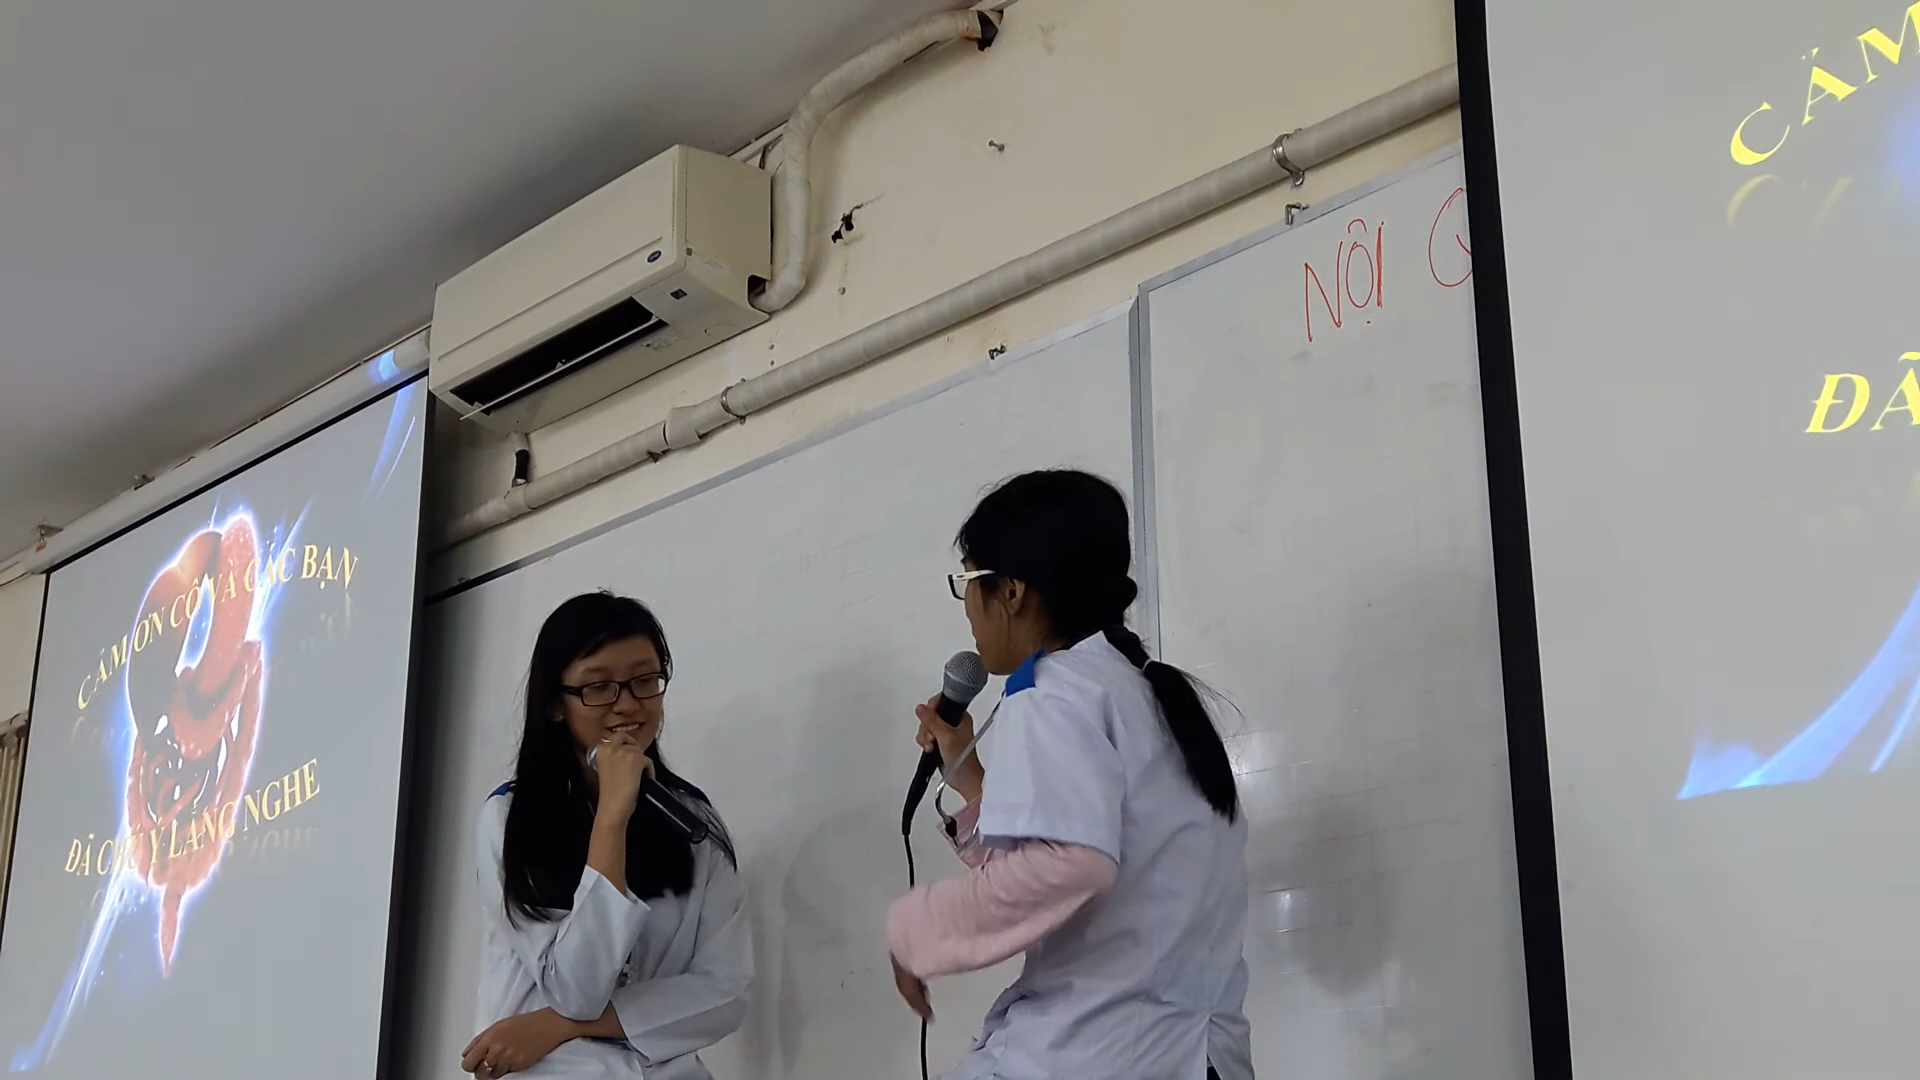 CẢM ƠN CÔ VÀ CÁC BẠN
ĐÃ CHÚ Ý LẮNG NGHE
NỘI
CẢM
ĐÃ